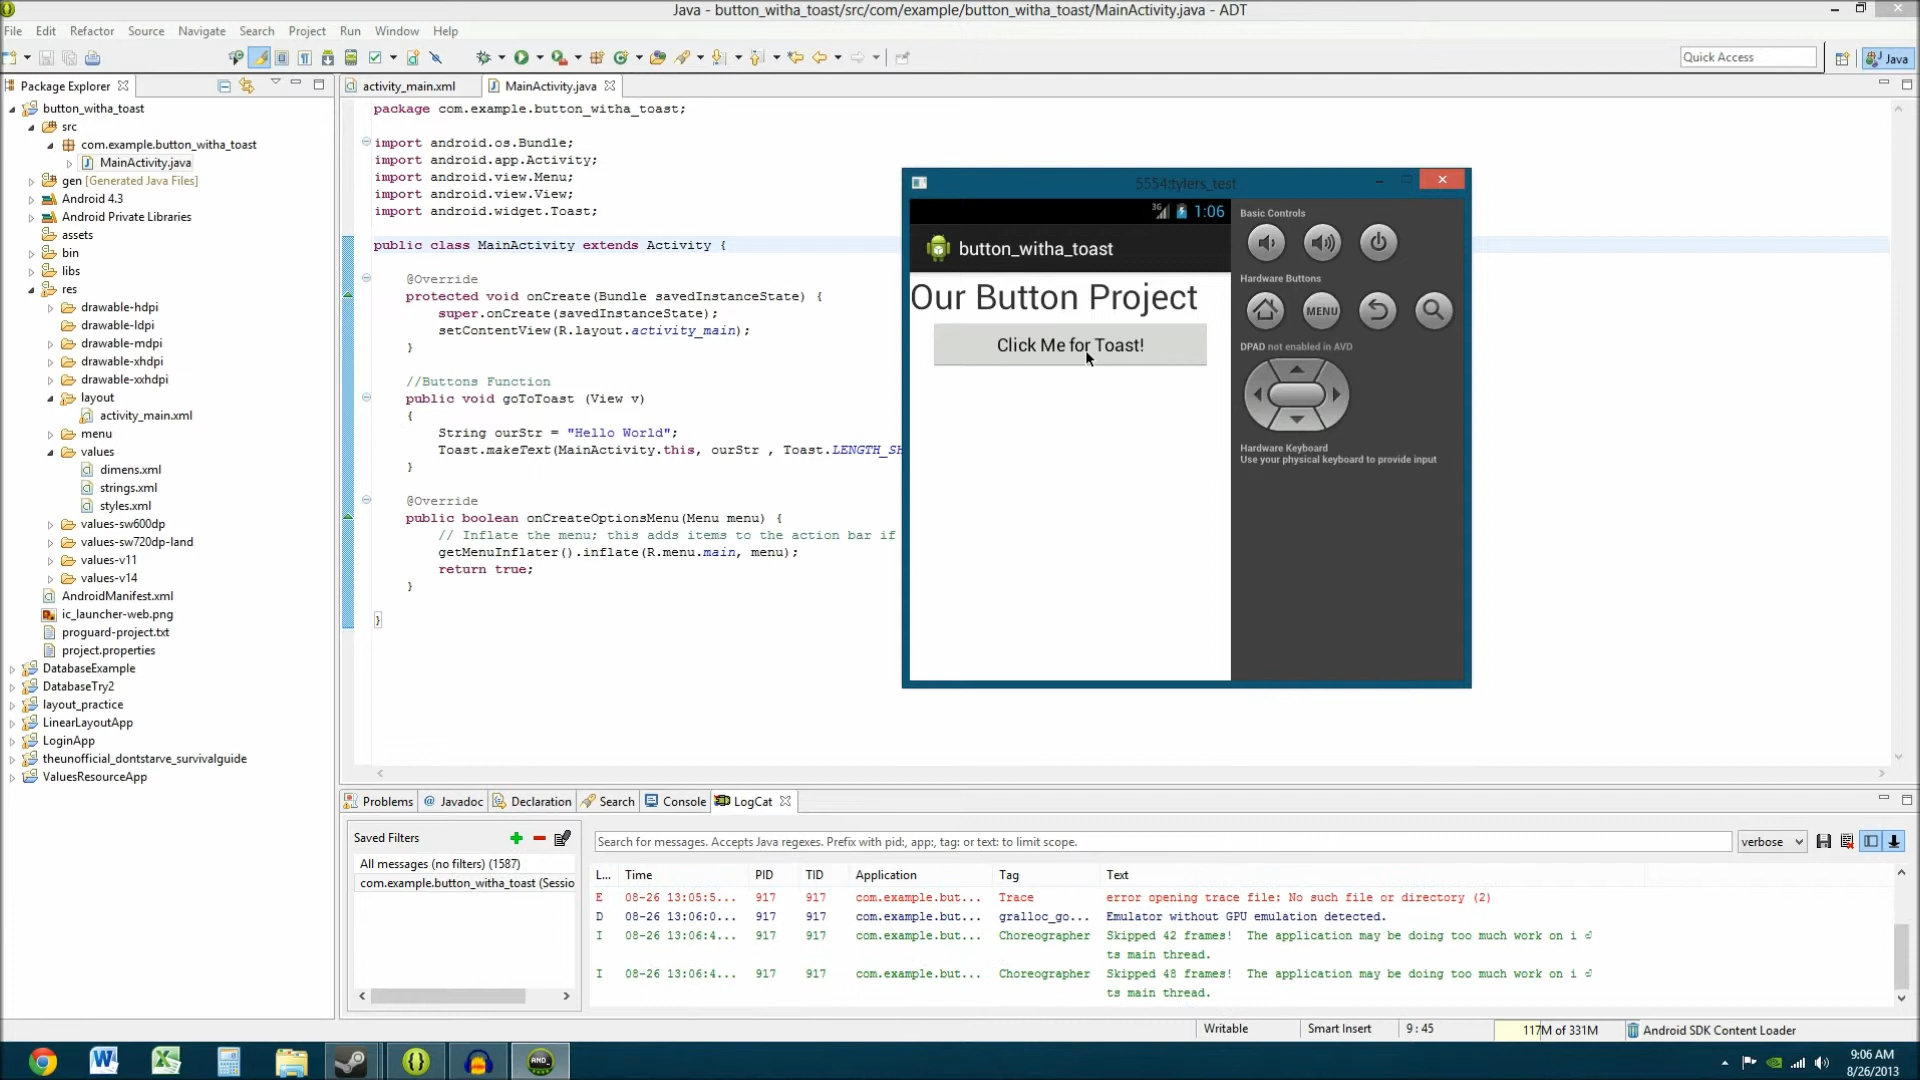 Java - button_witha_toast/src/com/example/button_witha_toast/MainActivity.java - ADT
File Edit Refactor Source Navigate Search Project Run Window Help
Quick Access
Java
Package Explorer
activity_main.xml
MainActivity.java
button_witha_toast
src
com.example.button_witha_toast
MainActivity.java
gen [Generated Java Files]
Android 4.3
Android Private Libraries
assets
bin
libs
res
drawable-hdpi
drawable-ldpi
drawable-mdpi
drawable-xhdpi
drawable-xxhdpi
layout
activity_main.xml
menu
values
dimens.xml
strings.xml
styles.xml
values-sw600dp
values-sw720dp-land
values-v11
values-v14
AndroidManifest.xml
ic_launcher-web.png
proguard-project.txt
project.properties
DatabaseExample
DatabaseTry2
layout_practice
LinearLayoutApp
LoginApp
theunofficial_dontstarve_survivalguide
ValuesResourceApp
package com.example.button_witha_toast;
import android.os.Bundle;
import android.app.Activity;
import android.view.Menu;
import android.view.View;
import android.widget.Toast;
public class MainActivity extends Activity {
@Override
protected void onCreate(Bundle savedInstanceState) {
super.onCreate(savedInstanceState);
setContentView(R.layout.activity_main);
}
//Buttons Function
public void goToToast (View v)
{
String ourStr = "Hello World";
Toast.makeText(MainActivity.this, ourStr , Toast.LENGTH_SH
}
@Override
public boolean onCreateOptionsMenu(Menu menu) {
// Inflate the menu; this adds items to the action bar if
getMenuInflater().inflate(R.menu.main, menu);
return true;
}
}
5554:tylers_test
3G 1:06
button_witha_toast
Our Button Project
Click Me for Toast!
Basic Controls
Hardware Buttons
MENU
DPAD not enabled in AVD
Hardware Keyboard
Use your physical keyboard to provide input
Problems Javadoc Declaration Search Console LogCat
Saved Filters
All messages (no filters) (1587)
com.example.button_witha_toast (Sessio
Search for messages. Accepts Java regexes. Prefix with pid:, app:, tag: or text: to limit scope.
verbose
L... Time PID TID Application Tag Text
E 08-26 13:05:5... 917 917 com.example.but... Trace error opening trace file: No such file or directory (2)
D 08-26 13:06:0... 917 917 com.example.but... gralloc_go... Emulator without GPU emulation detected.
I 08-26 13:06:4... 917 917 com.example.but... Choreographer Skipped 42 frames! The application may be doing too much work on i
ts main thread.
I 08-26 13:06:4... 917 917 com.example.but... Choreographer Skipped 48 frames! The application may be doing too much work on i
ts main thread.
Writable Smart Insert 9 : 45 117M of 331M Android SDK Content Loader
9:06 AM
8/26/2013